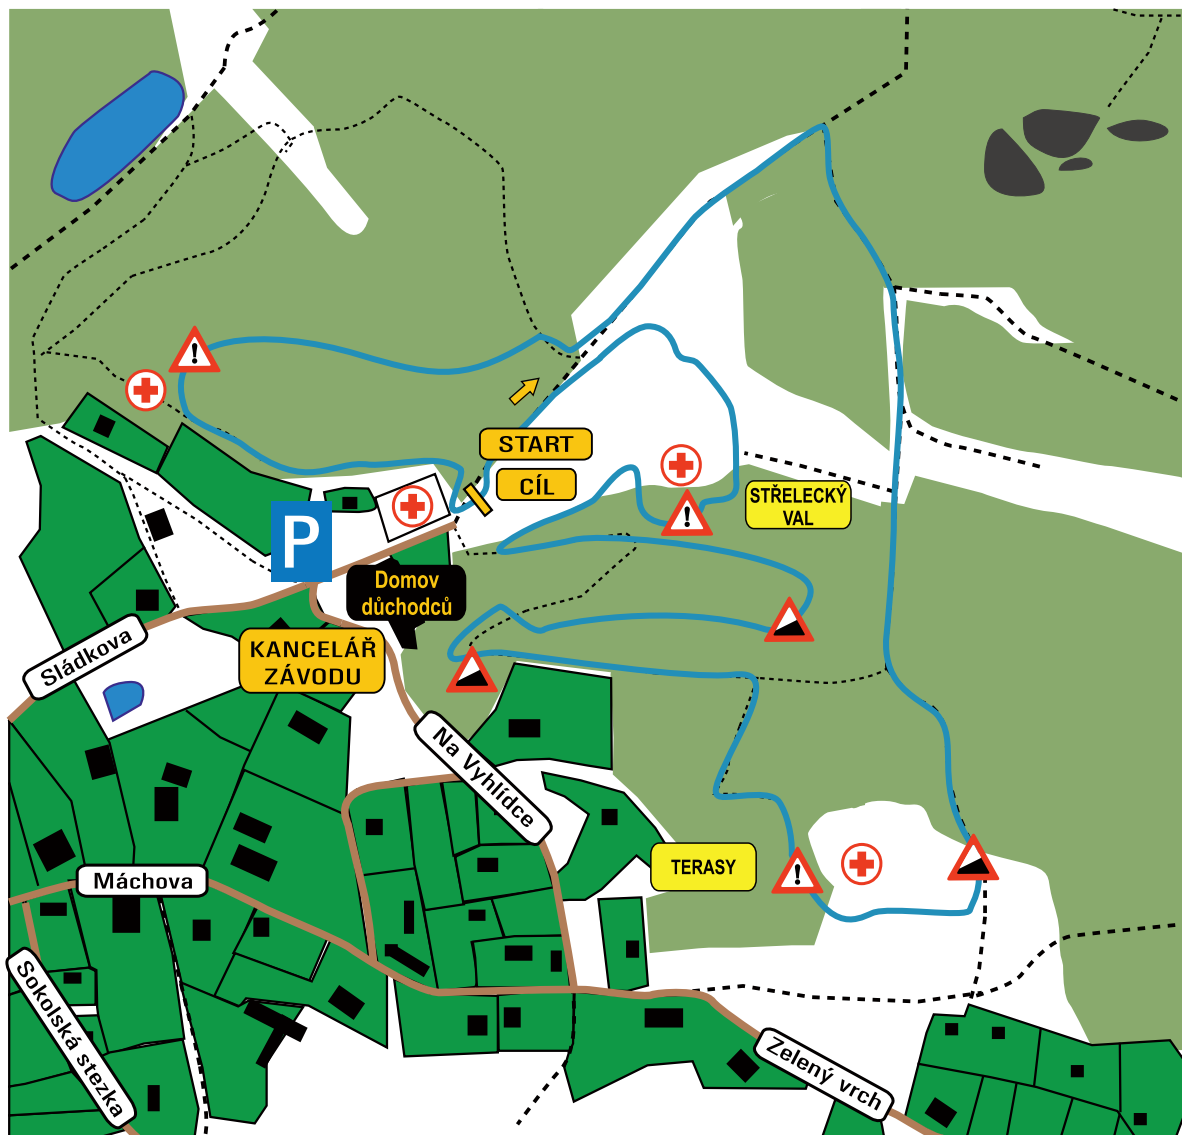 START
CÍL
STŘELECKÝ
VAL
P
Domov
důchodců
KANCELÁŘ
ZÁVODU
Sládkova
Na Vyhlídce
TERASY
Máchova
Sokolská stezka
Zelený vrch